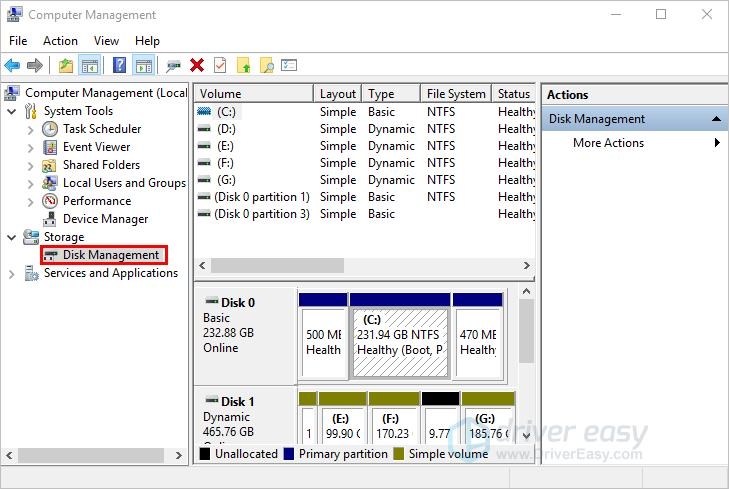 Computer Management
File Action View Help
Computer Management (Local
System Tools
Task Scheduler
Event Viewer
Shared Folders
Local Users and Groups
Performance
Device Manager
Storage
Disk Management
Services and Applications
Volume Layout Type File System Status
(C:) Simple Basic NTFS Healthy
(D:) Simple Dynamic NTFS Healthy
(E:) Simple Dynamic NTFS Healthy
(F:) Simple Dynamic NTFS Healthy
(G:) Simple Dynamic NTFS Healthy
(Disk 0 partition 1) Simple Basic NTFS Healthy
(Disk 0 partition 3) Simple Basic Healthy
Disk 0
Basic
232.88 GB
Online
500 ME
Health
(C:)
231.94 GB NTFS
Healthy (Boot, P
470 ME
Health
Disk 1
Dynamic
465.76 GB
1
(E:)
99.90 G
(F:)
170.23
9.77
(G:)
185.76 G
Unallocated Primary partition Simple volume
Actions
Disk Management
More Actions
driver easy
www.DriverEasy.com